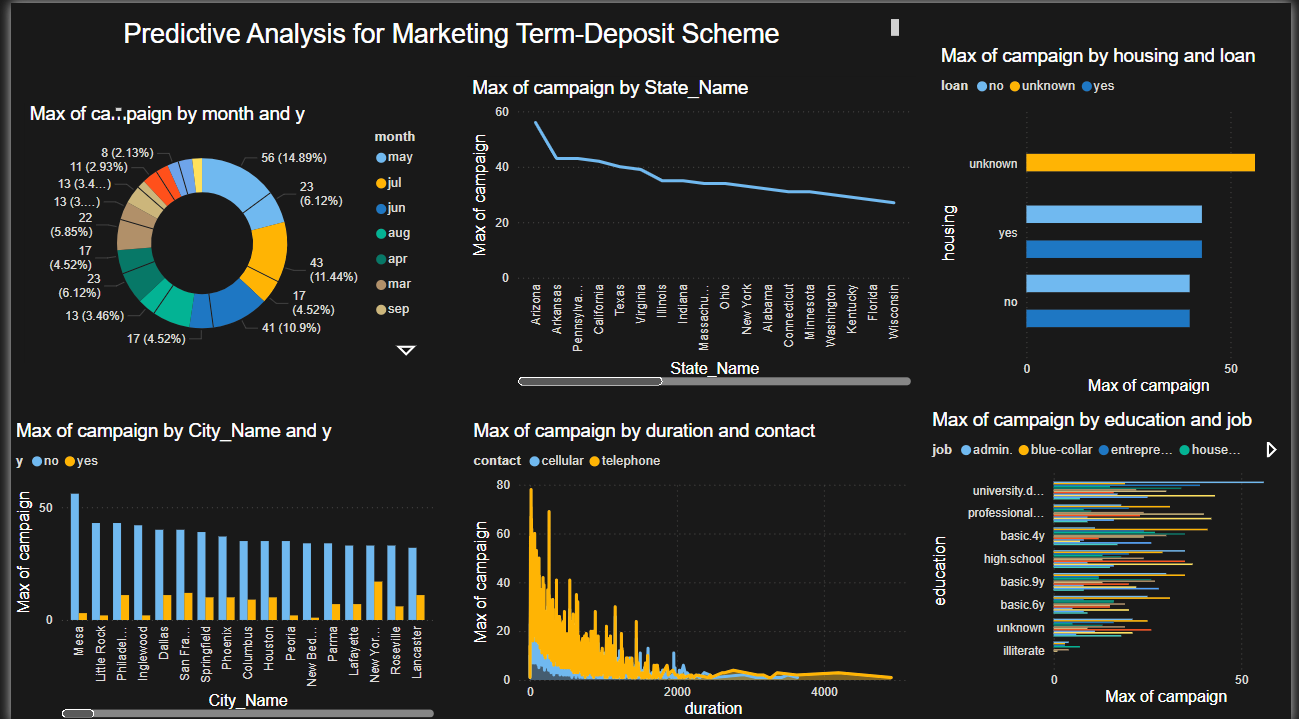 Predictive Analysis for Marketing Term-Deposit Scheme
Max of ca paign by month and y
8 (2.13%)
11 (2.93%)
13 (3.4...)
13 (3....)
22
(5.85%)
17
(4.52%)
23
(6.12%)
13 (3.46%)
17 (4.52%)
56 (14.89%)
23
(6.12%)
43
(11.44%)
17
(4.52%)
41 (10.9%)
month
may
jul
jun
aug
apr
mar
sep
Max of campaign by State_Name
Max of campaign
60
40
20
0
Arizona
Arkansas
Pennsylva...
California
Texas
Virginia
Illinois
Indiana
Massachu...
Ohio
New York
Alabama
Connecticut
Minnesota
Washington
Kentucky
Florida
Wisconsin
State_Name
Max of campaign by housing and loan
loan no unknown yes
housing
unknown
yes
no
0 50
Max of campaign
Max of campaign by City_Name and y
y no yes
Max of campaign
50
0
Mesa
Little Rock
Philadel...
Inglewood
Dallas
San Fra...
Springfield
Phoenix
Columbus
Houston
Peoria
New Bed...
Parma
Lafayette
New Yor...
Roseville
Lancaster
City_Name
Max of campaign by duration and contact
contact cellular telephone
Max of campaign
80
60
40
20
0
0 2000 4000
duration
Max of campaign by education and job
job admin. blue-collar entrepre... house...
education
university.d...
professional...
basic.4y
high.school
basic.9y
basic.6y
unknown
illiterate
0 50
Max of campaign